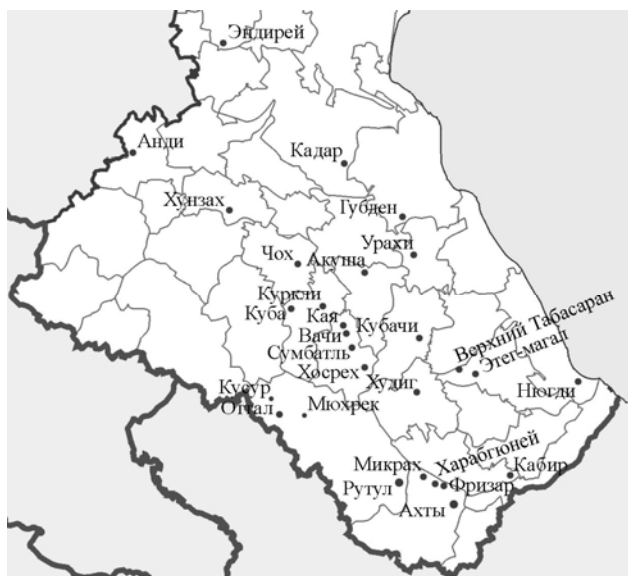 Эндирей
Анди
Кадар
Хунзах
Губден
Урахи
Чох
Акуша
Куркли
Куба
Кая
Вачи
Кубачи
Верхний Табасаран
Этег-магал
Сумбатль
Хосрех
Худиг
Нюгди
Кусур
Оттал
Мюхрек
Харабгюней
Микрах
Кабир
Рутул
Фризар
Ахты